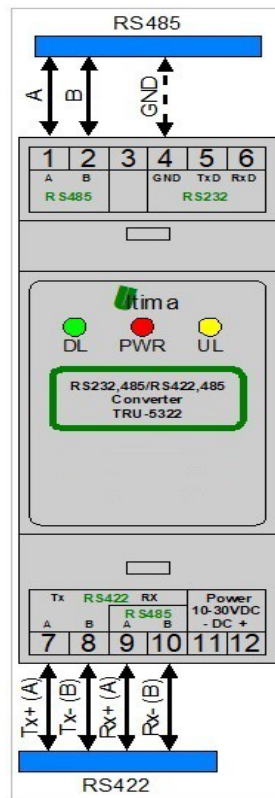 RS485
A B GND
1 2 3 4 5 6
A B GND TxD RxD
RS485 RS232
Ultima
DL PWR UL
RS232,485/RS422,485
Converter
TRU-5322
Tx RS422 RX Power
RS485 10-30VDC
A B A B - DC +
7 8 9 10 11 12
Tx+ (A) Tx- (B) Rx+ (A) Rx- (B)
RS422